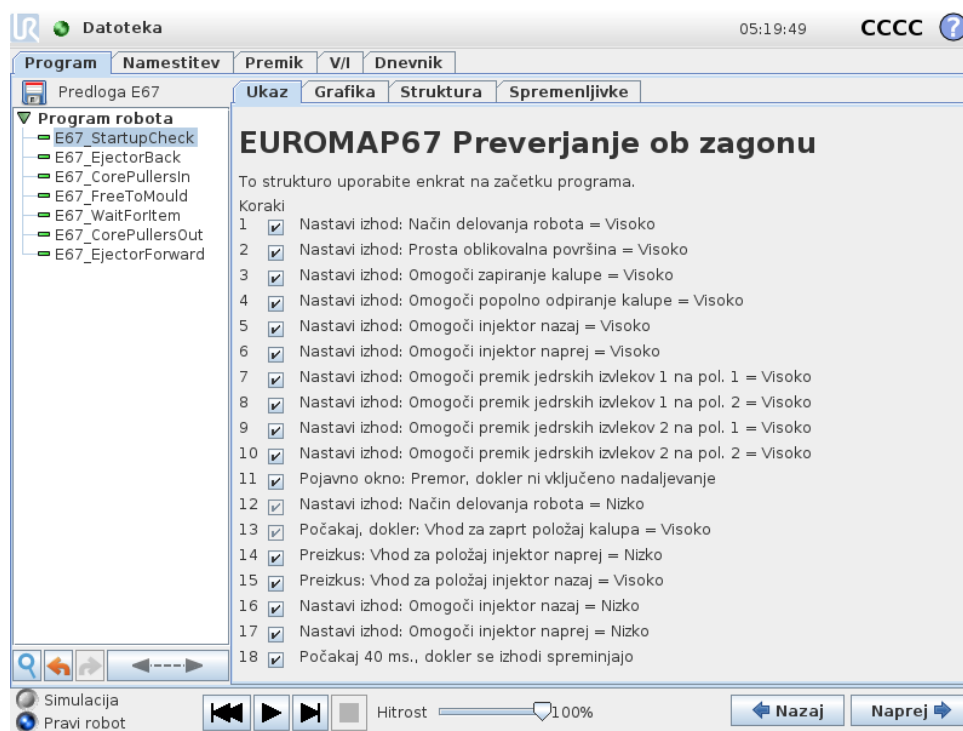 UR Datoteka 05:19:49 CCCC ?
Program Namestitev Premik V/I Dnevnik
Predloga E67
Ukaz Grafika Struktura Spremenljivke
Program robota
E67_StartupCheck
E67_EjectorBack
E67_CorePullersIn
E67_FreeToMould
E67_WaitForItem
E67_CorePullersOut
E67_EjectorForward
EUROMAP67 Preverjanje ob zagonu
To strukturo uporabite enkrat na začetku programa.
Koraki
1 Nastavi izhod: Način delovanja robota = Visoko
2 Nastavi izhod: Prosta oblikovalna površina = Visoko
3 Nastavi izhod: Omogoči zapiranje kalupe = Visoko
4 Nastavi izhod: Omogoči popolno odpiranje kalupe = Visoko
5 Nastavi izhod: Omogoči injektor nazaj = Visoko
6 Nastavi izhod: Omogoči injektor naprej = Visoko
7 Nastavi izhod: Omogoči premik jedrskih izvlekov 1 na pol. 1 = Visoko
8 Nastavi izhod: Omogoči premik jedrskih izvlekov 1 na pol. 2 = Visoko
9 Nastavi izhod: Omogoči premik jedrskih izvlekov 2 na pol. 1 = Visoko
10 Nastavi izhod: Omogoči premik jedrskih izvlekov 2 na pol. 2 = Visoko
11 Pojavno okno: Premor, dokler ni vključeno nadaljevanje
12 Nastavi izhod: Način delovanja robota = Nizko
13 Počakaj, dokler: Vhod za zaprt položaj kalupa = Visoko
14 Preizkus: Vhod za položaj injektor naprej = Nizko
15 Preizkus: Vhod za položaj injektor nazaj = Visoko
16 Nastavi izhod: Omogoči injektor nazaj = Nizko
17 Nastavi izhod: Omogoči injektor naprej = Nizko
18 Počakaj 40 ms., dokler se izhodi spreminjajo
Simulacija
Pravi robot
Hitrost 100%
Nazaj Naprej